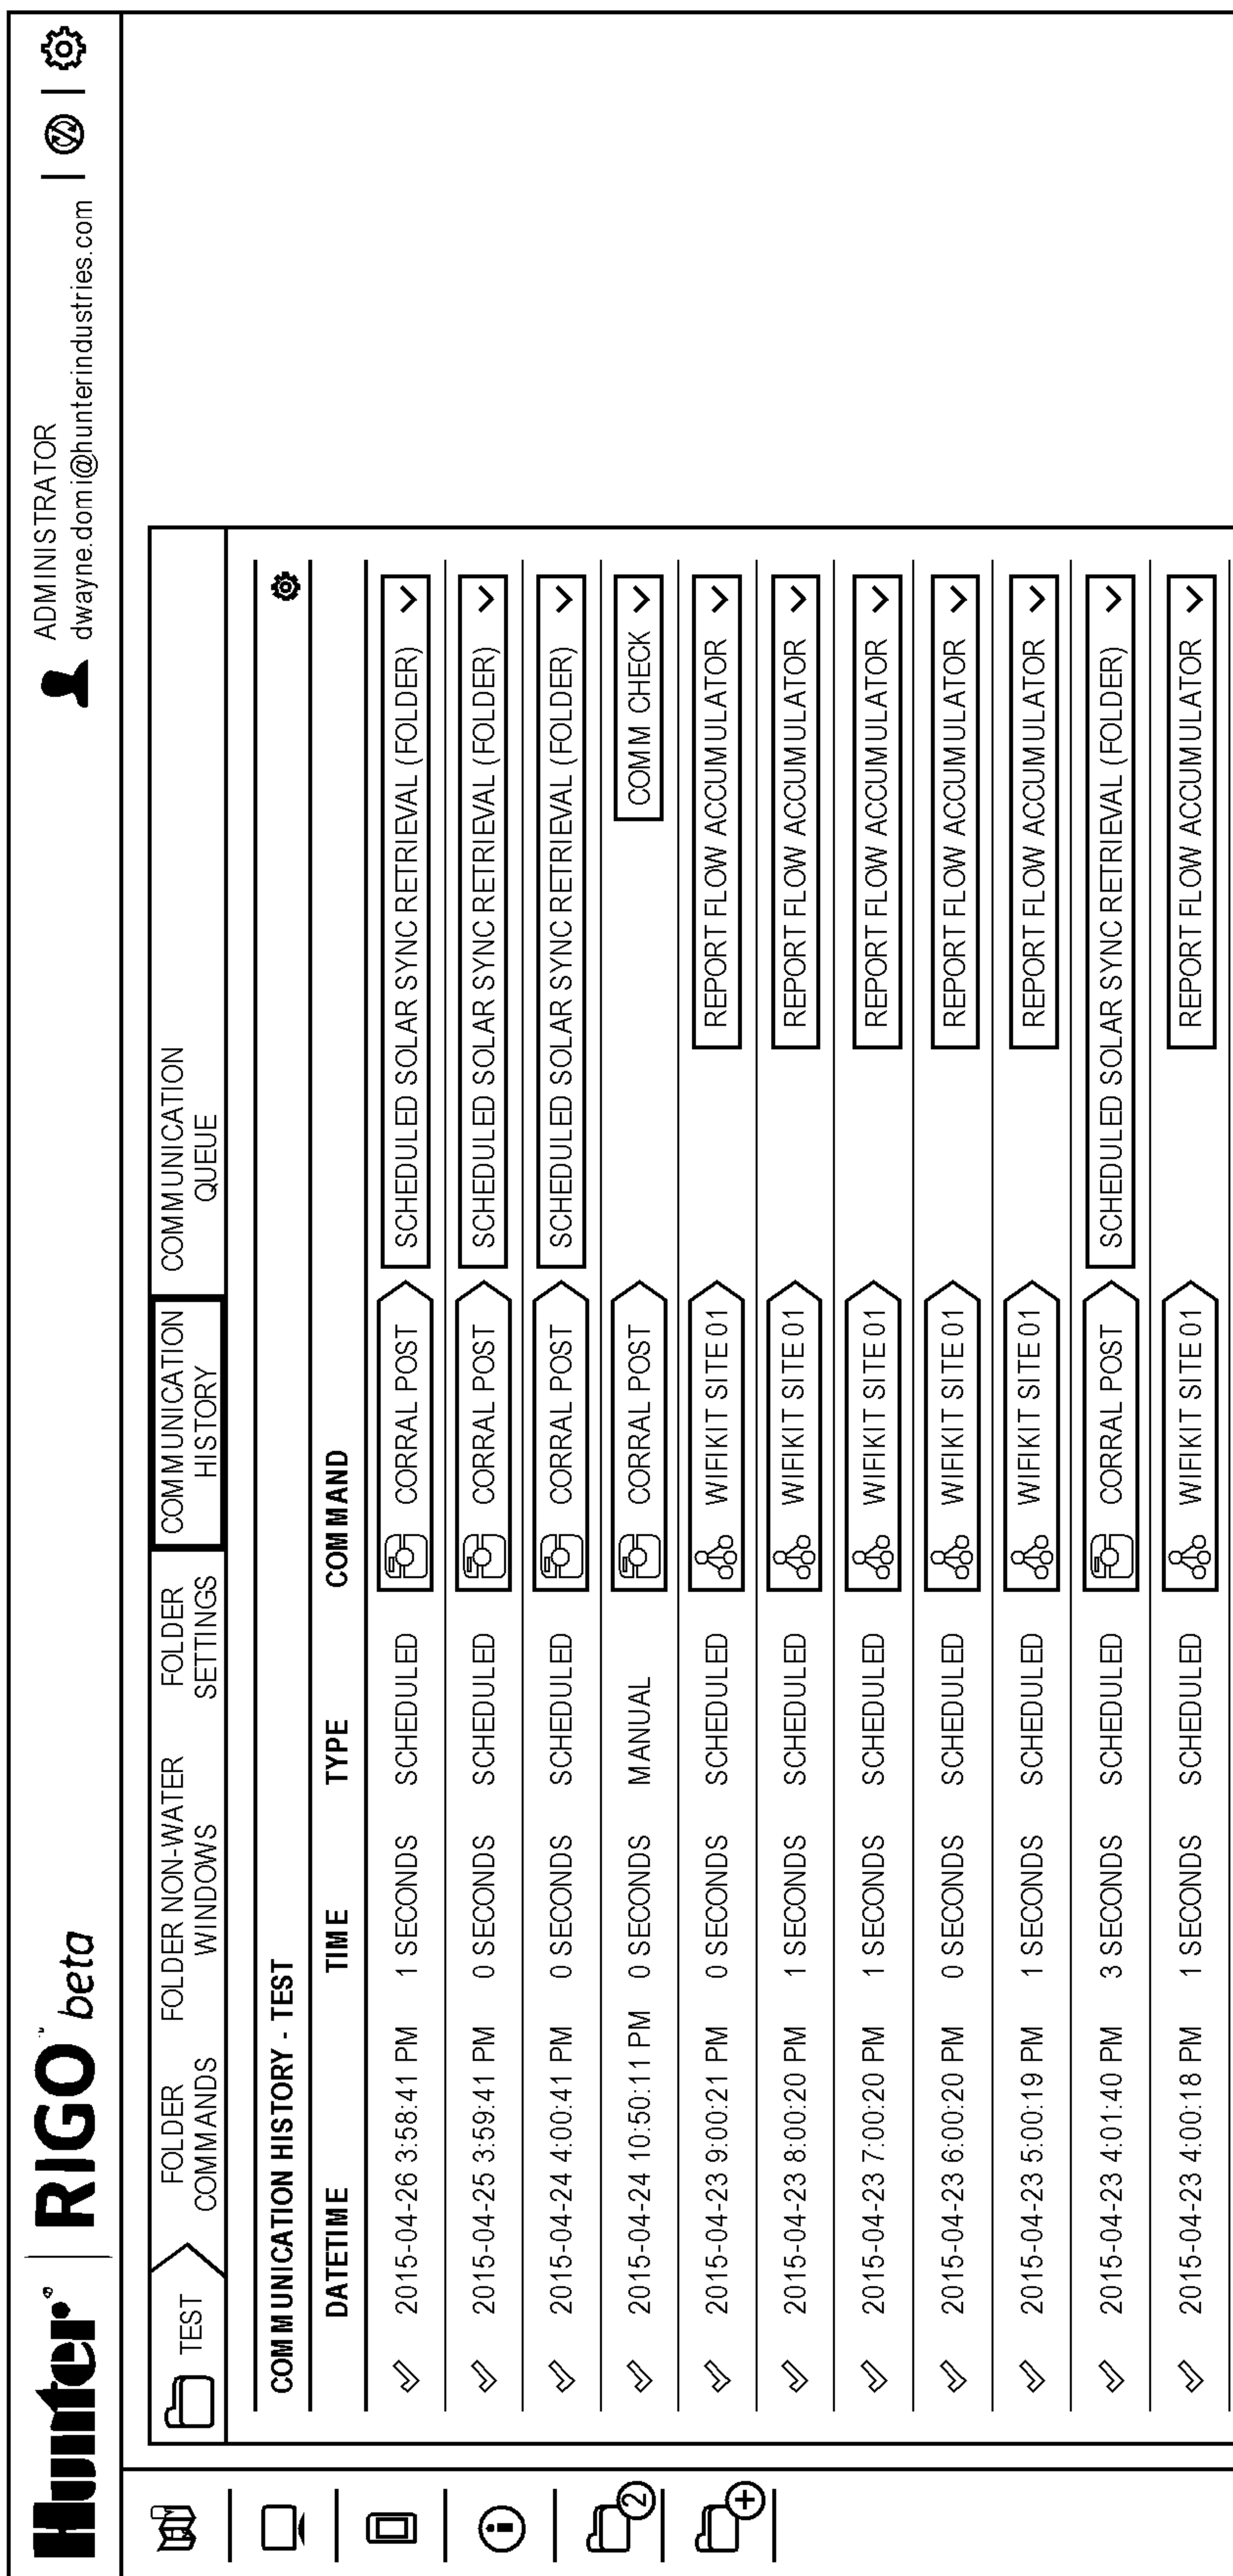 Hunter® | RIGO™ beta
ADMINISTRATOR
dwayne.domi@hunterindustries.com
TEST
FOLDER
COMMANDS
FOLDER NON-WATER
WINDOWS
FOLDER
SETTINGS
COMMUNICATION
HISTORY
COMMUNICATION
QUEUE
COMMUNICATION HISTORY - TEST
DATETIME TIME TYPE COMMAND
2015-04-26 3:58:41 PM 1 SECONDS SCHEDULED CORRAL POST SCHEDULED SOLAR SYNC RETRIEVAL (FOLDER)
2015-04-25 3:59:41 PM 0 SECONDS SCHEDULED CORRAL POST SCHEDULED SOLAR SYNC RETRIEVAL (FOLDER)
2015-04-24 4:00:41 PM 0 SECONDS SCHEDULED CORRAL POST SCHEDULED SOLAR SYNC RETRIEVAL (FOLDER)
2015-04-24 10:50:11 PM 0 SECONDS MANUAL CORRAL POST COMM CHECK
2015-04-23 9:00:21 PM 0 SECONDS SCHEDULED WIFIKIT SITE 01 REPORT FLOW ACCUMULATOR
2015-04-23 8:00:20 PM 1 SECONDS SCHEDULED WIFIKIT SITE 01 REPORT FLOW ACCUMULATOR
2015-04-23 7:00:20 PM 1 SECONDS SCHEDULED WIFIKIT SITE 01 REPORT FLOW ACCUMULATOR
2015-04-23 6:00:20 PM 0 SECONDS SCHEDULED WIFIKIT SITE 01 REPORT FLOW ACCUMULATOR
2015-04-23 5:00:19 PM 1 SECONDS SCHEDULED WIFIKIT SITE 01 REPORT FLOW ACCUMULATOR
2015-04-23 4:01:40 PM 3 SECONDS SCHEDULED CORRAL POST SCHEDULED SOLAR SYNC RETRIEVAL (FOLDER)
2015-04-23 4:00:18 PM 1 SECONDS SCHEDULED WIFIKIT SITE 01 REPORT FLOW ACCUMULATOR
2